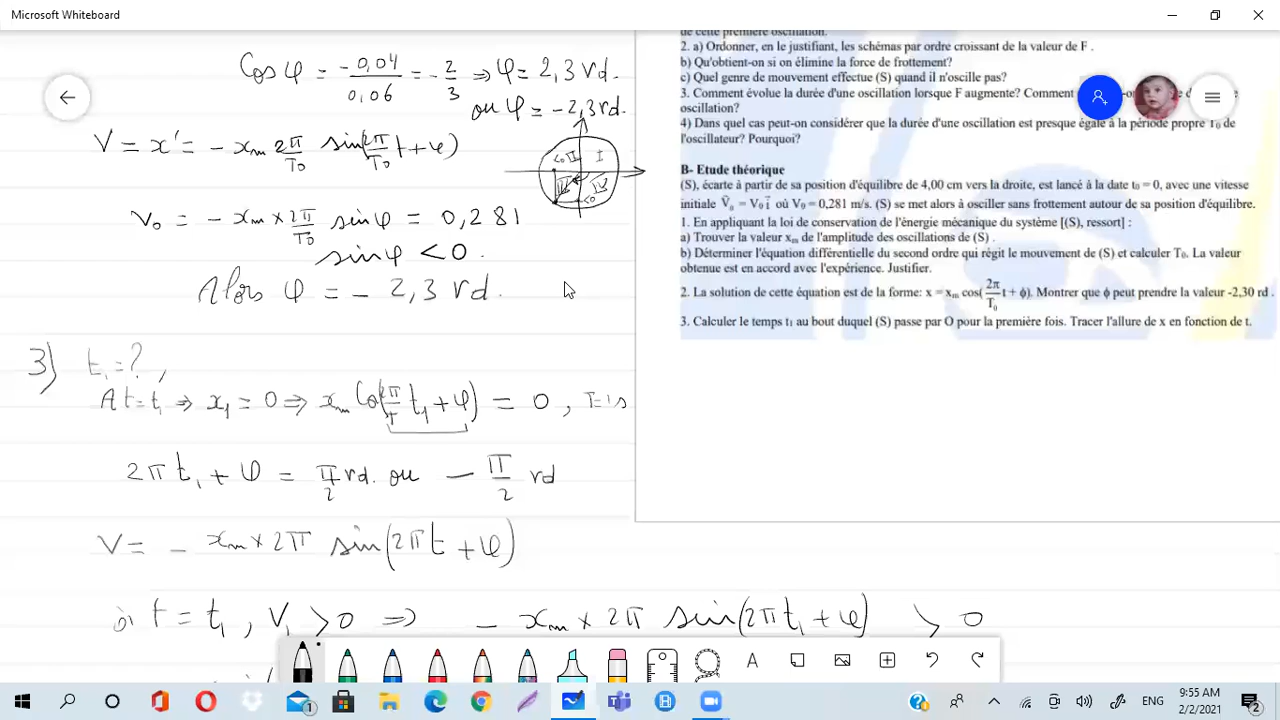 Microsoft Whiteboard
Cos φ = -0,04/0,06 = -2/3 ⇒ φ = 2,3 rd.
ou φ = -2,3 rd.
V = x' = - xm 2π/T0 sin(2π/T0 t + φ)
I
II
III
IV
V0 = - xm × 2π/T0 sin φ = 0,281
sin φ < 0.
Alors φ = - 2,3 rd.
3) t1 = ?,
A t = t1 ⇒ x1 = 0 ⇒ xm Cos(2π/T t1 + φ) = 0, T = 1s
2π t1 + φ = π/2 rd. ou - π/2 rd
V = - xm × 2π sin(2π t + φ)
à t = t1, V1 > 0 ⇒ - xm × 2π sin(2π t1 + φ) > 0
de cette première oscillation.
2. a) Ordonner, en le justifiant, les schémas par ordre croissant de la valeur de F .
b) Qu'obtient-on si on élimine la force de frottement?
c) Quel genre de mouvement effectue (S) quand il n'oscille pas?
3. Comment évolue la durée d'une oscillation lorsque F augmente? Comment
oscillation?
4) Dans quel cas peut-on considérer que la durée d'une oscillation est presque égale à la période propre T0 de
l'oscillateur? Pourquoi?
B- Etude théorique
(S), écarté à partir de sa position d'équilibre de 4,00 cm vers la droite, est lancé à la date t0 = 0, avec une vitesse
initiale V0 = V0 i où V0 = 0,281 m/s. (S) se met alors à osciller sans frottement autour de sa position d'équilibre.
1. En appliquant la loi de conservation de l'énergie mécanique du système [(S), ressort] :
a) Trouver la valeur xm de l'amplitude des oscillations de (S) .
b) Déterminer l'équation différentielle du second ordre qui régit le mouvement de (S) et calculer T0. La valeur
obtenue est en accord avec l'expérience. Justifier.
2. La solution de cette équation est de la forme: x = xm cos(2π/T0 t + ϕ). Montrer que ϕ peut prendre la valeur -2,30 rd .
3. Calculer le temps t1 au bout duquel (S) passe par O pour la première fois. Tracer l'allure de x en fonction de t.
A
ENG
9:55 AM
2/2/2021